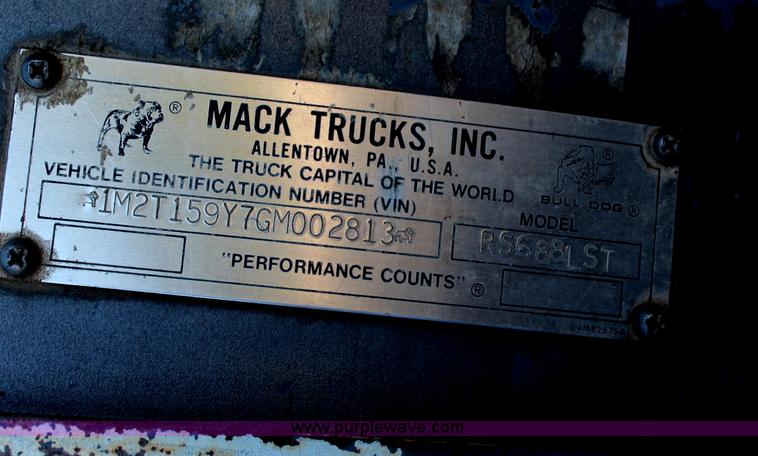 ®
MACK TRUCKS, INC.
ALLENTOWN, PA., U.S.A.
THE TRUCK CAPITAL OF THE WORLD
®
BULL DOG ®
VEHICLE IDENTIFICATION NUMBER (VIN)
MODEL
1M2T159Y7GM002813
RS688LST
"PERFORMANCE COUNTS" ®
www.purplewave.com